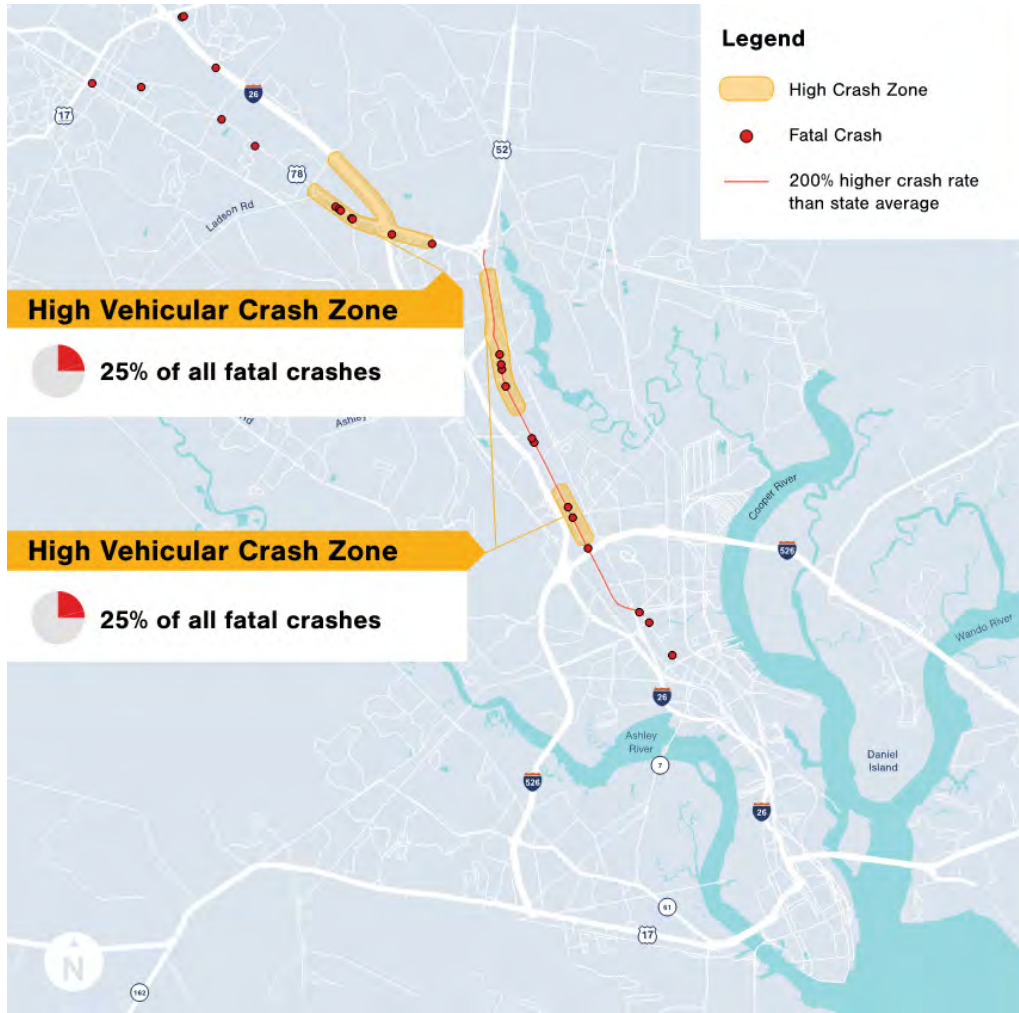 Legend
High Crash Zone
Fatal Crash
200% higher crash rate
than state average
26
17
52
78
Ladson Rd
High Vehicular Crash Zone
25% of all fatal crashes
Ashley
High Vehicular Crash Zone
25% of all fatal crashes
Cooper River
526
Wando River
26
Ashley
River
7
Daniel
Island
526
26
61
17
N
162